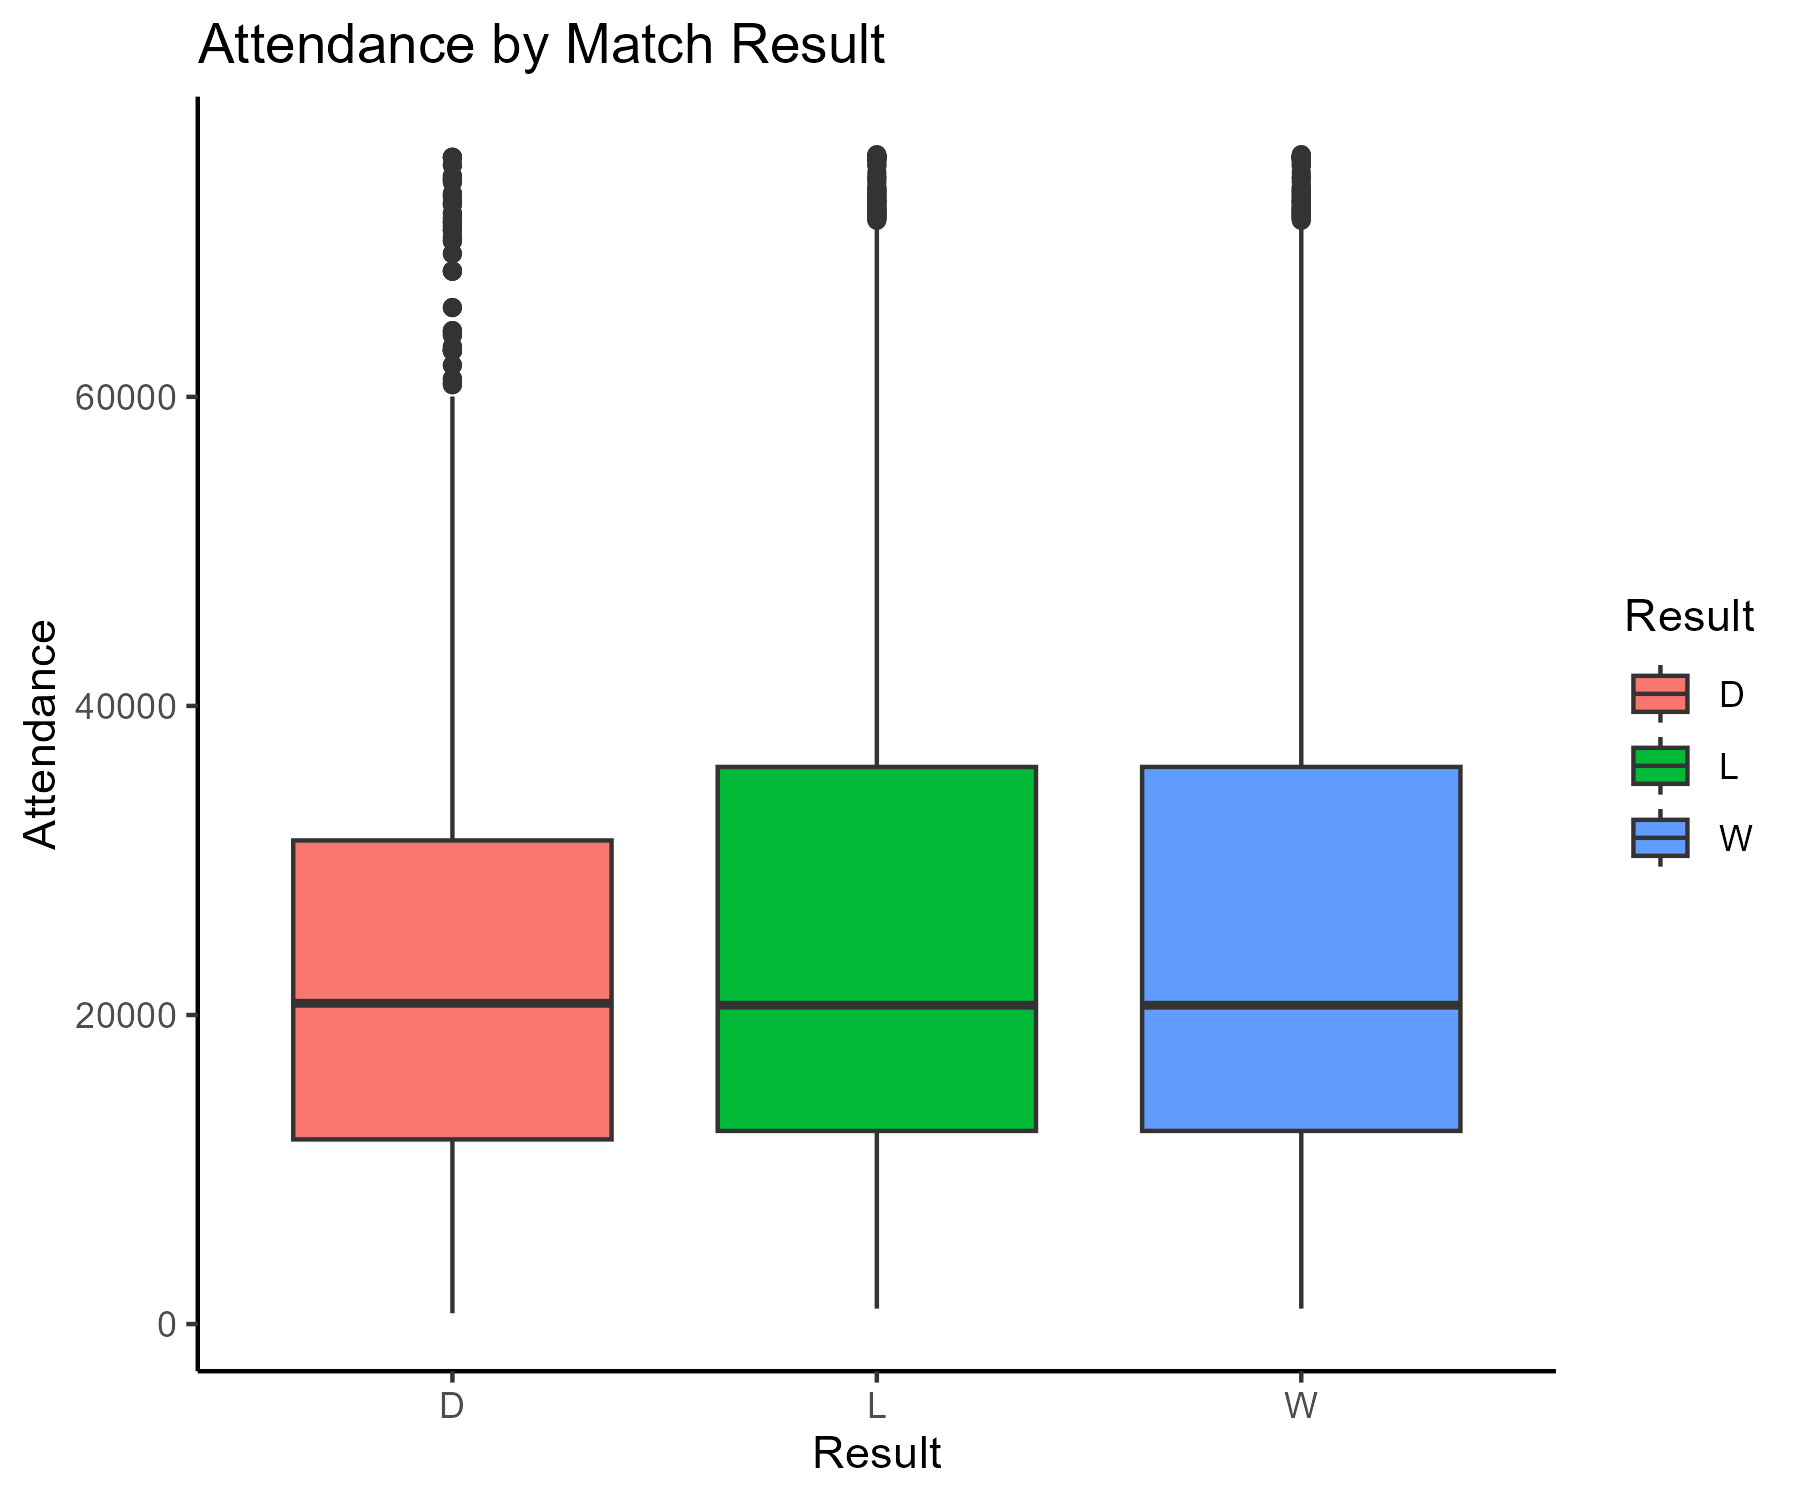 Attendance by Match Result
Attendance
60000
40000
20000
0
D
L
W
Result
Result
D
L
W